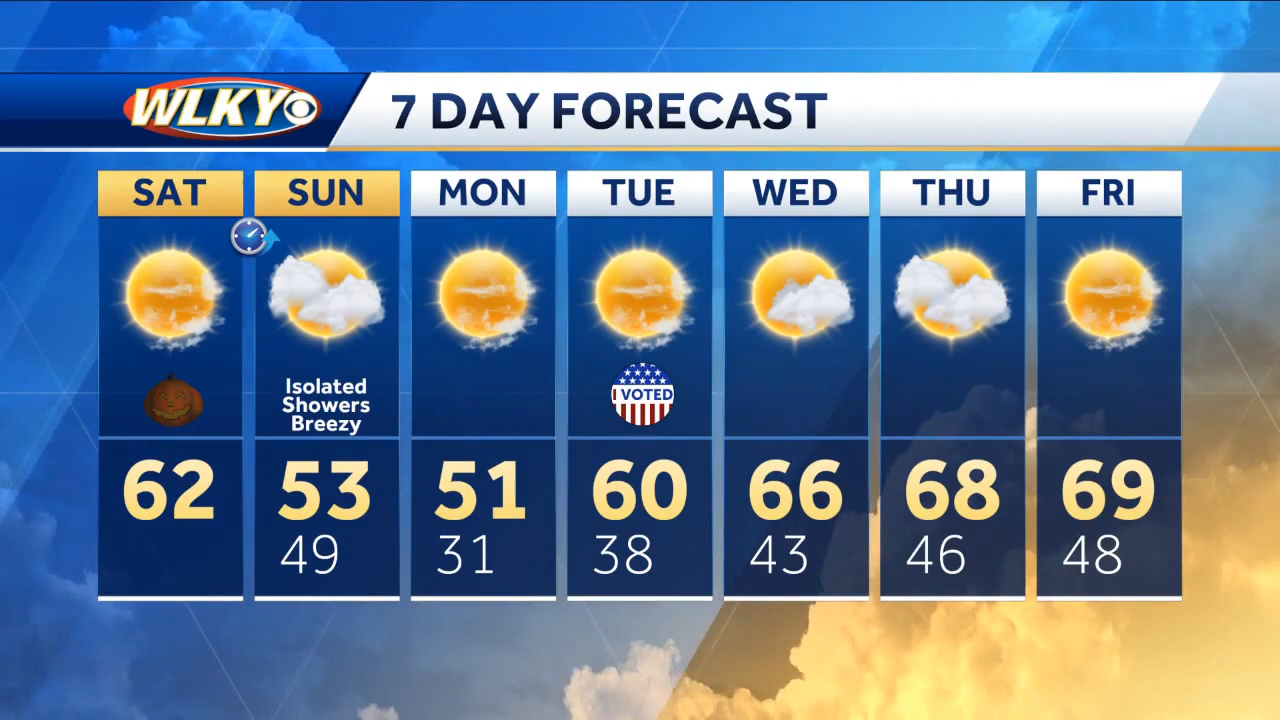 WLKY
7 DAY FORECAST
SAT SUN MON TUE WED THU FRI
Isolated
Showers
Breezy
I VOTED
62 53 51 60 66 68 69
49 31 38 43 46 48